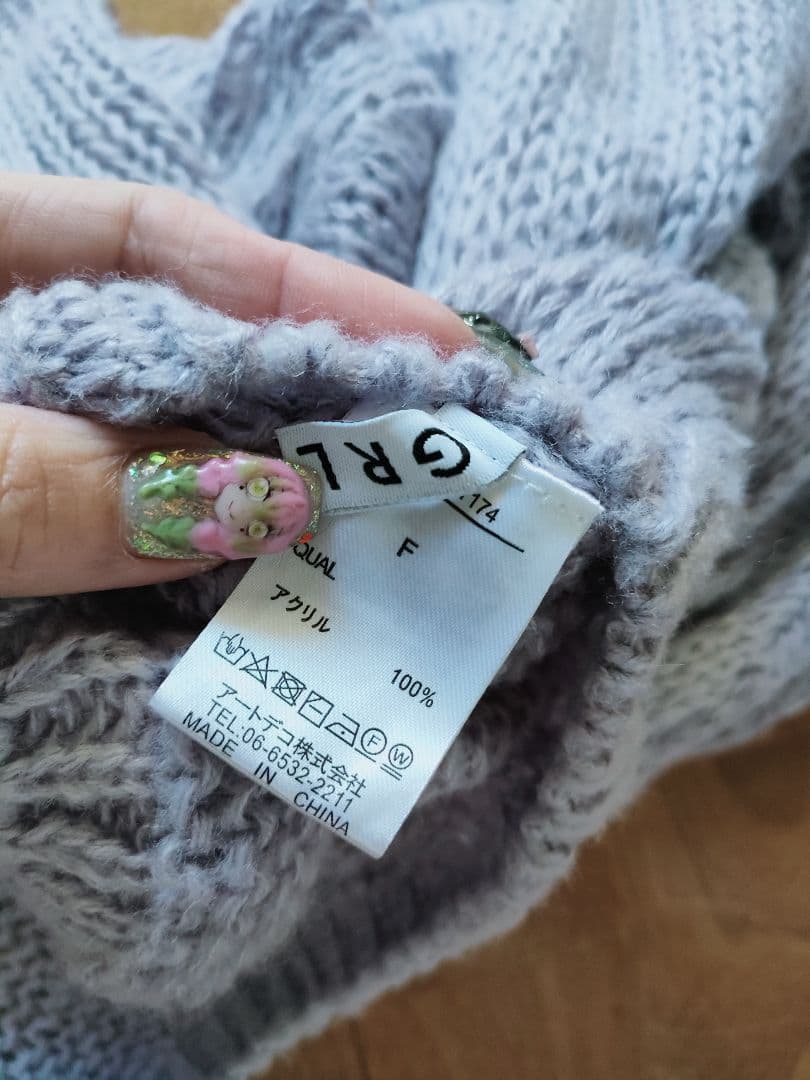 GRL
174
F
QUAL
アクリル
100%
F W
アートデコ株式会社
TEL:06-6532-2211
MADE IN CHINA